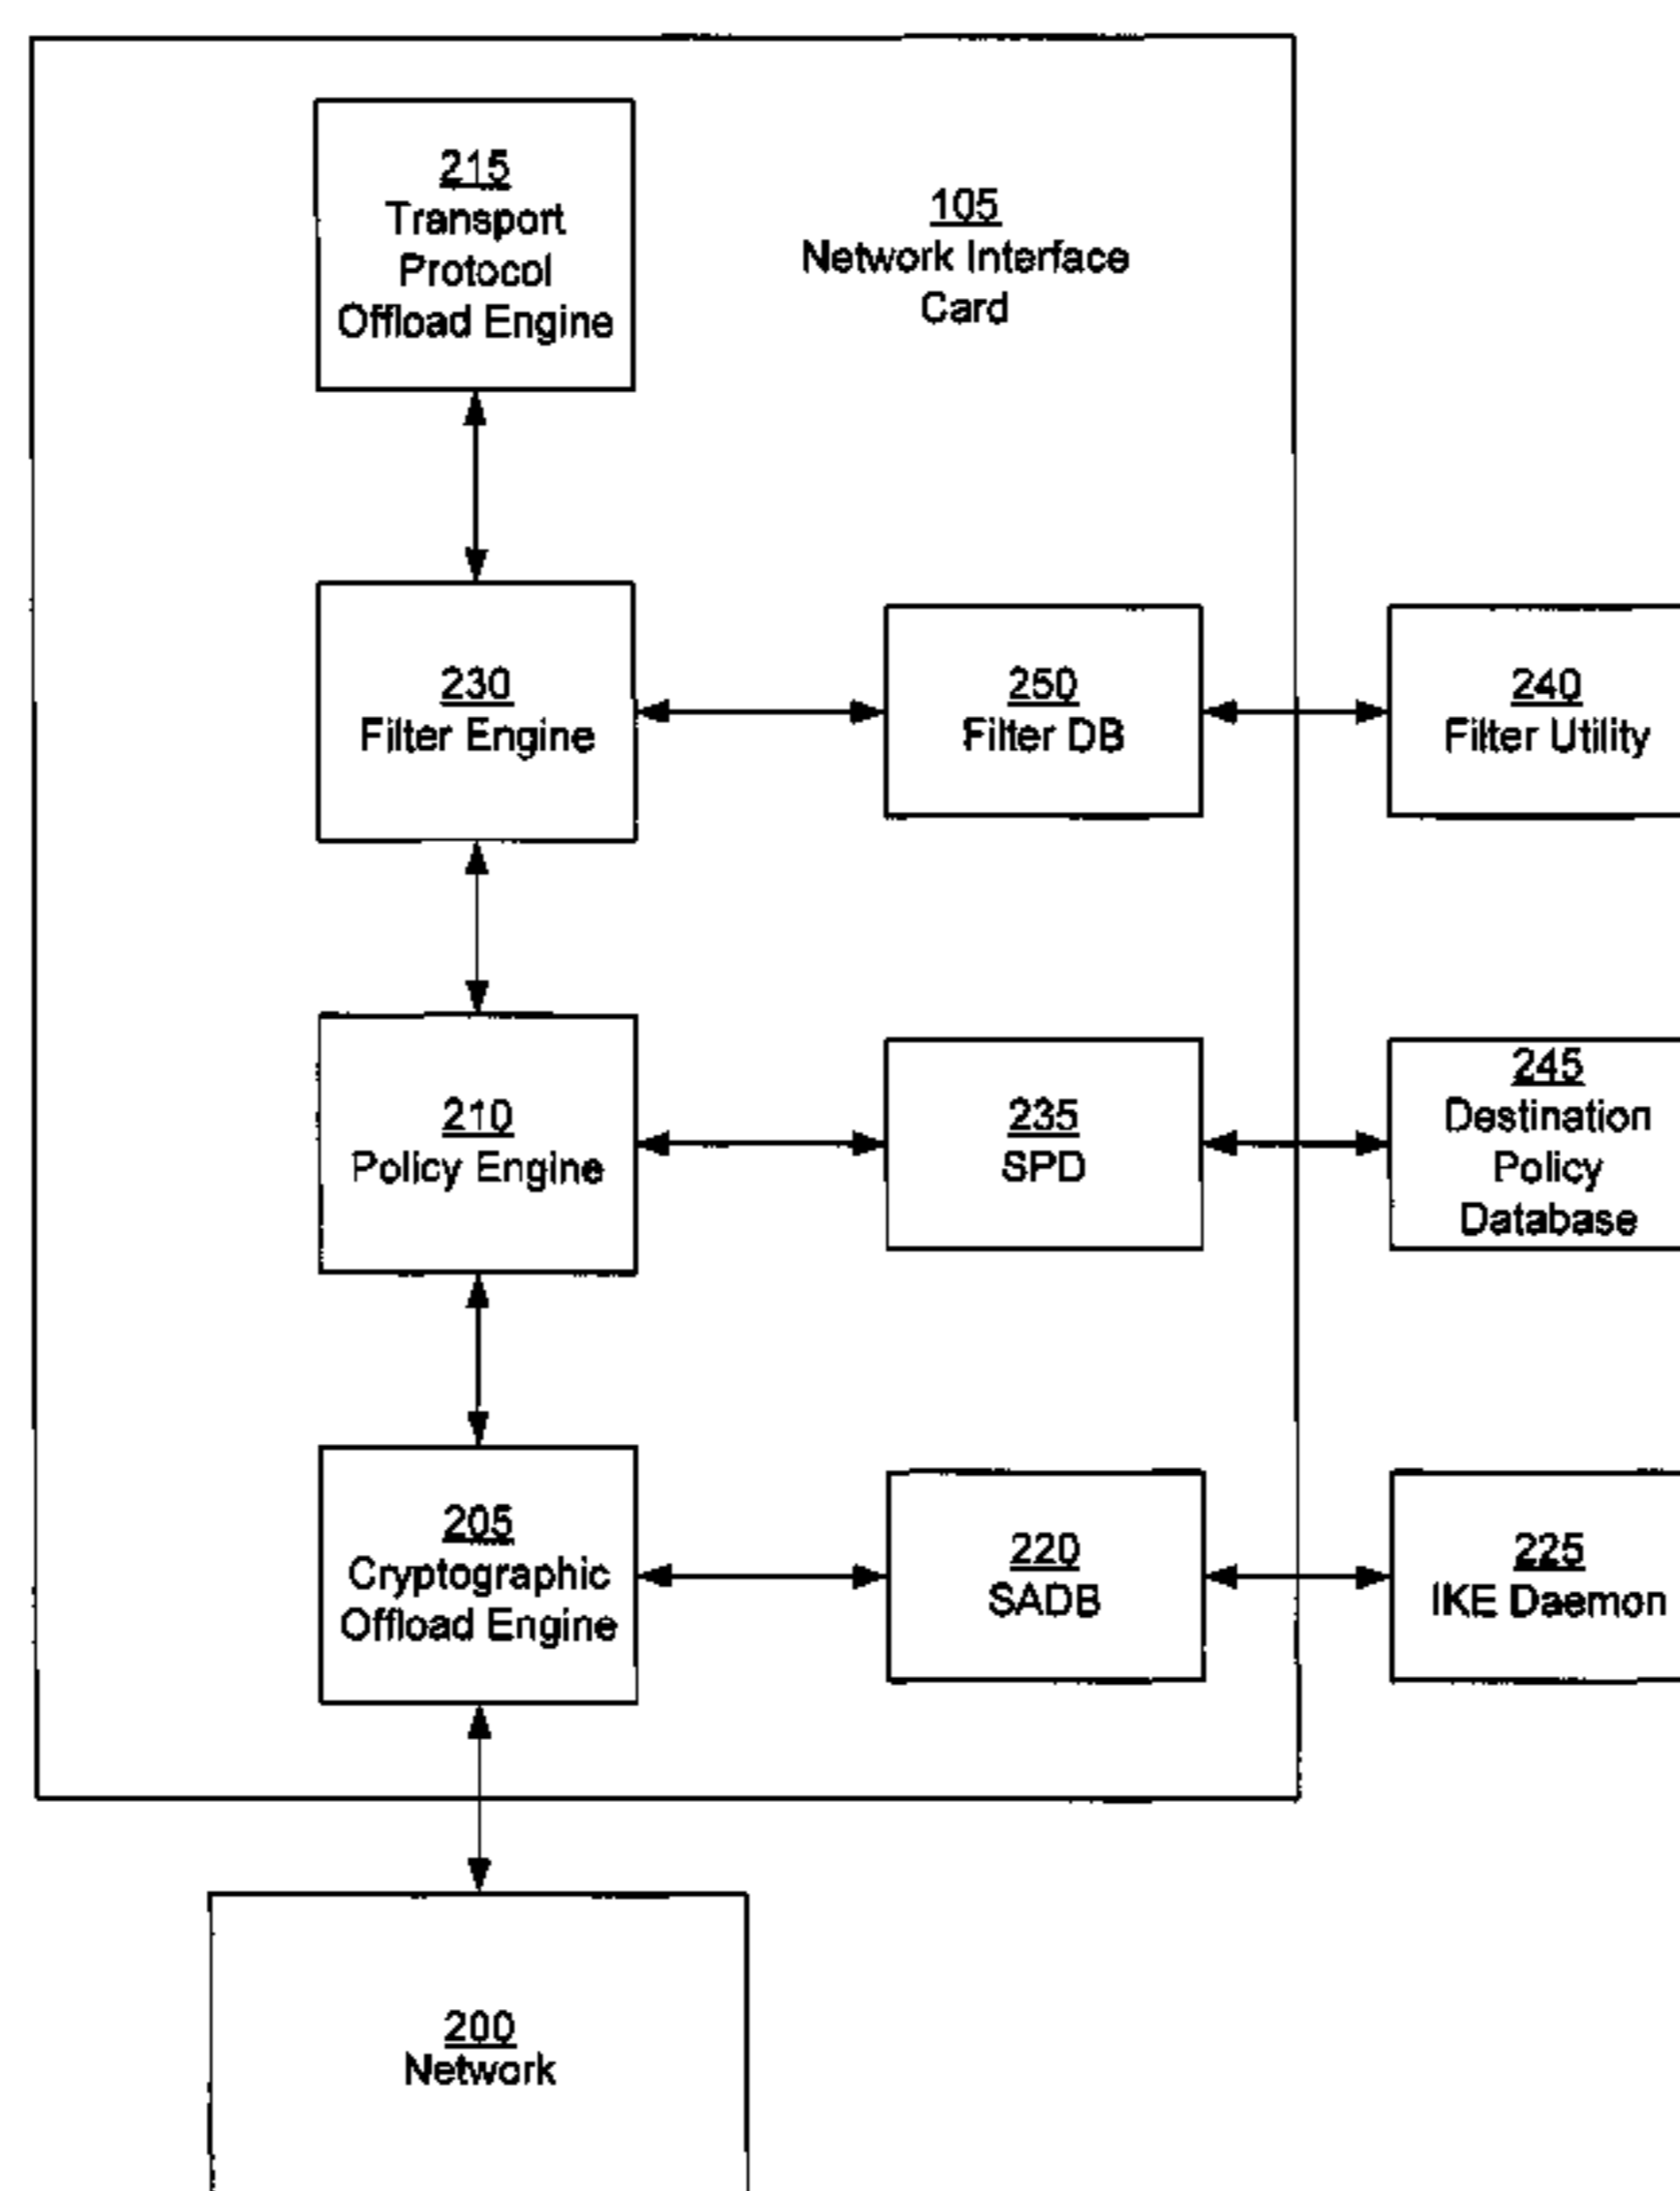 215
Transport
Protocol
Offload Engine
105
Network Interface
Card
230
Filter Engine
250
Filter DB
240
Filter Utility
210
Policy Engine
235
SPD
245
Destination
Policy
Database
205
Cryptographic
Offload Engine
220
SADB
225
IKE Daemon
200
Network